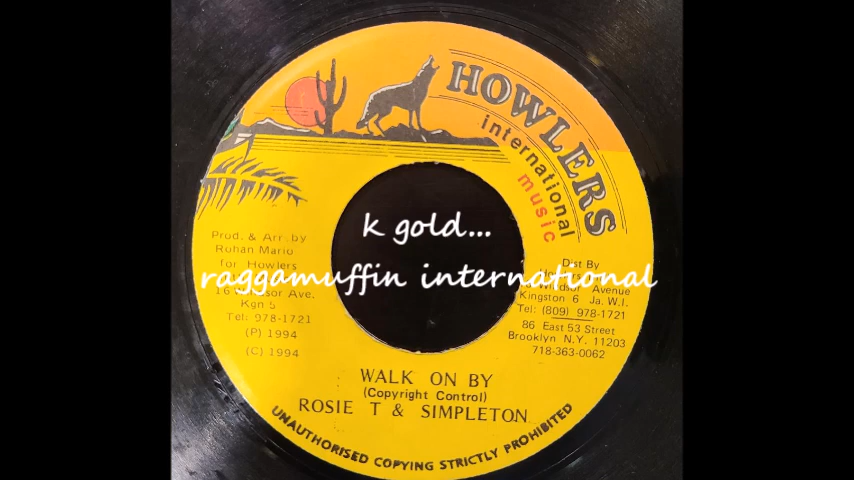 HOWLERS
international
music
Prod. & Arr. by
Rohan Mario
for Howlers
Ave.
Kgn 5
Tel: 978-1721
(P) 1994
(C) 1994
Dist By
Avenue
Kingston 6 Ja. W.I.
Tel: (809) 978-1721
86 East 53 Street
Brooklyn N.Y. 11203
718-363-0062
k gold...
raggamuffin international
WALK ON BY
(Copyright Control)
ROSIE T & SIMPLETON
UNAUTHORISED COPYING STRICTLY PROHIBITED